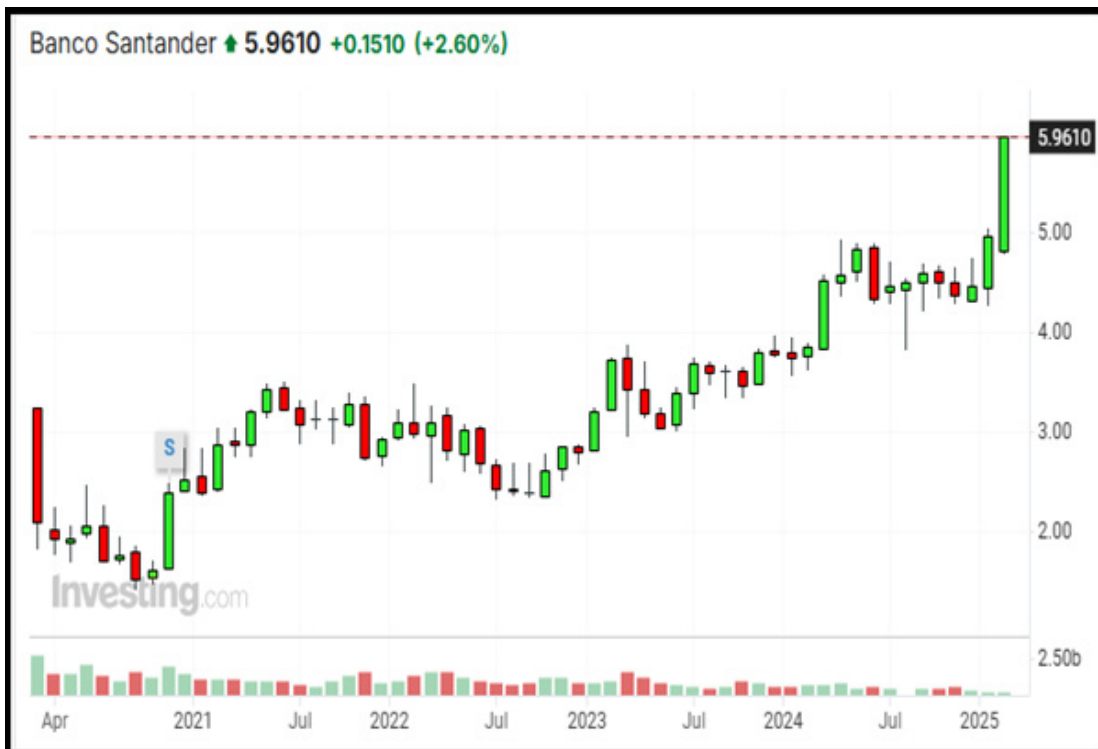 Banco Santander 5.9610 +0.1510 (+2.60%)
5.9610
5.00
4.00
3.00
S
2.00
Investing.com
2.50b
Apr 2021 Jul 2022 Jul 2023 Jul 2024 Jul 2025